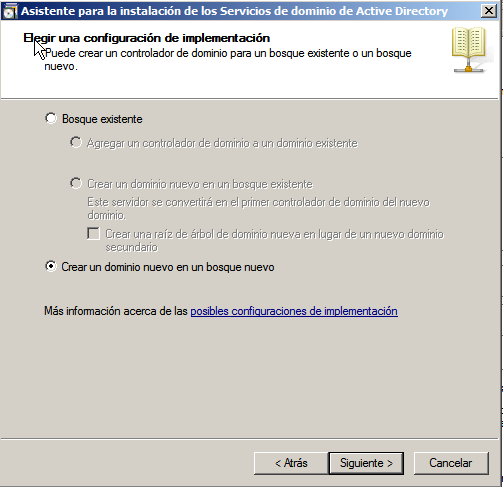 Asistente para la instalación de los Servicios de dominio de Active Directory
Elegir una configuración de implementación
Puede crear un controlador de dominio para un bosque existente o un bosque
nuevo.
Bosque existente
Agregar un controlador de dominio a un dominio existente
Crear un dominio nuevo en un bosque existente
Este servidor se convertirá en el primer controlador de dominio del nuevo
dominio.
Crear una raíz de árbol de dominio nueva en lugar de un nuevo dominio
secundario
Crear un dominio nuevo en un bosque nuevo
Más información acerca de las posibles configuraciones de implementación
< Atrás
Siguiente >
Cancelar